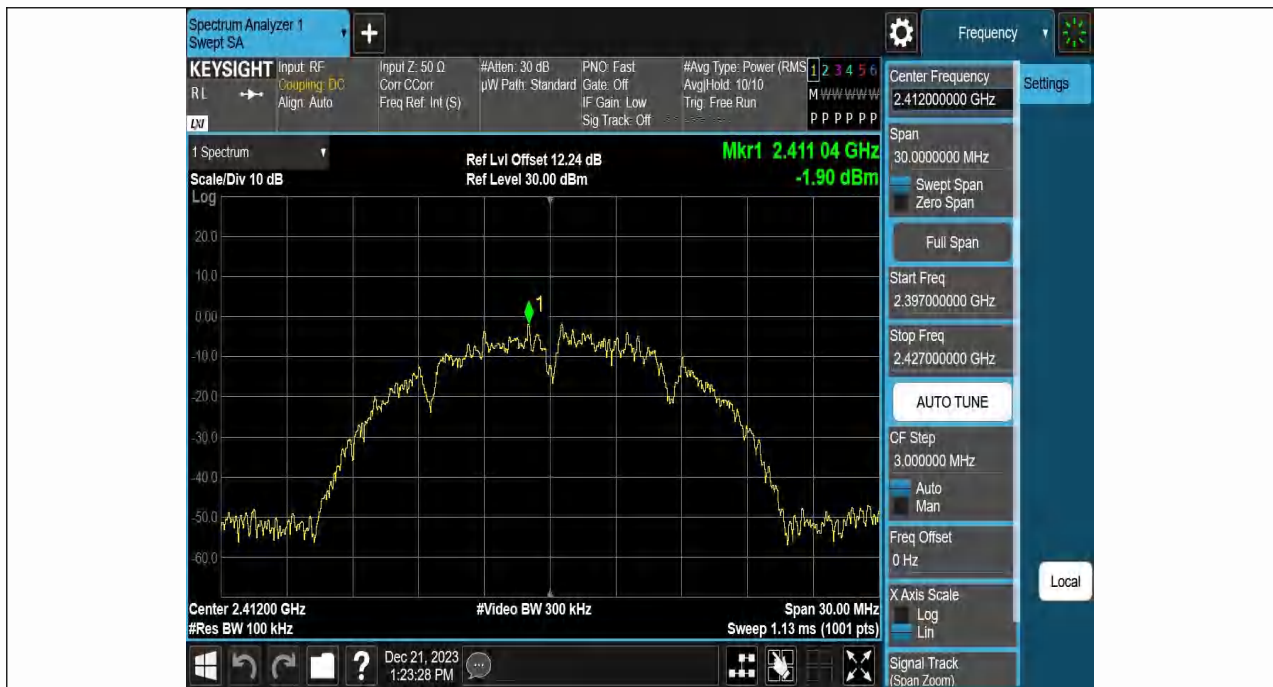 Spectrum Analyzer 1
Swept SA
+
Frequency
KEYSIGHT
RL
LXI
Input: RF
Coupling: DC
Align: Auto
Input Z: 50 Ω
Corr CCorr
Freq Ref: Int (S)
#Atten: 30 dB
µW Path: Standard
PNO: Fast
Gate: Off
IF Gain: Low
Sig Track: Off
#Avg Type: Power (RMS
Avg|Hold: 10/10
Trig: Free Run
1 2 3 4 5 6
M W W W W W
P P P P P P
1 Spectrum
Scale/Div 10 dB
Ref Lvl Offset 12.24 dB
Ref Level 30.00 dBm
Mkr1 2.411 04 GHz
-1.90 dBm
Log
20.0
10.0
0.00
-10.0
-20.0
-30.0
-40.0
-50.0
-60.0
1
Center 2.41200 GHz
#Res BW 100 kHz
#Video BW 300 kHz
Span 30.00 MHz
Sweep 1.13 ms (1001 pts)
Center Frequency
2.412000000 GHz
Settings
Span
30.0000000 MHz
Swept Span
Zero Span
Full Span
Start Freq
2.397000000 GHz
Stop Freq
2.427000000 GHz
AUTO TUNE
CF Step
3.000000 MHz
Auto
Man
Freq Offset
0 Hz
Local
X Axis Scale
Log
Lin
Signal Track
(Span Zoom)
?
Dec 21, 2023
1:23:28 PM